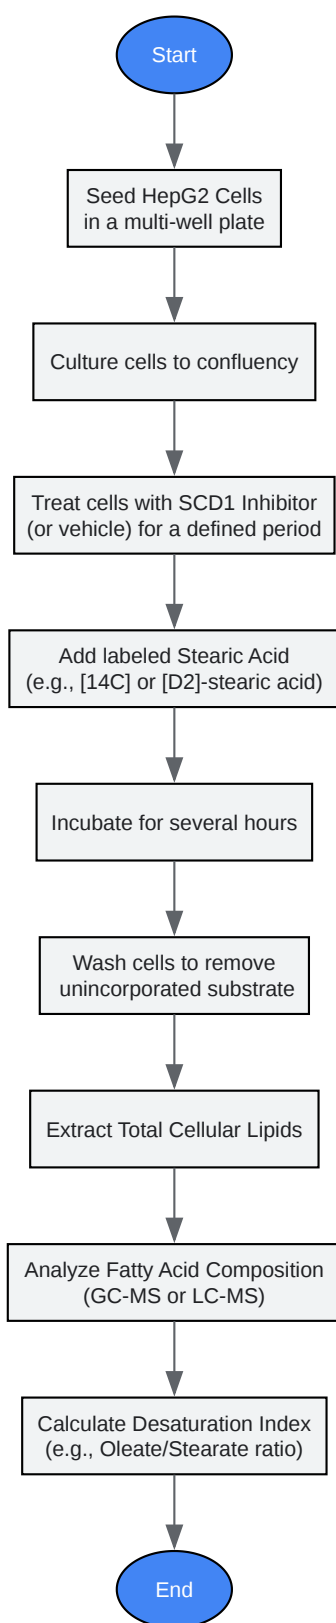 Start
Seed HepG2 Cells
in a multi-well plate
Culture cells to confluency
Treat cells with SCD1 Inhibitor
(or vehicle) for a defined period
Add labeled Stearic Acid
(e.g., [14C] or [D2]-stearic acid)
Incubate for several hours
Wash cells to remove
unincorporated substrate
Extract Total Cellular Lipids
Analyze Fatty Acid Composition
(GC-MS or LC-MS)
Calculate Desaturation Index
(e.g., Oleate/Stearate ratio)
End